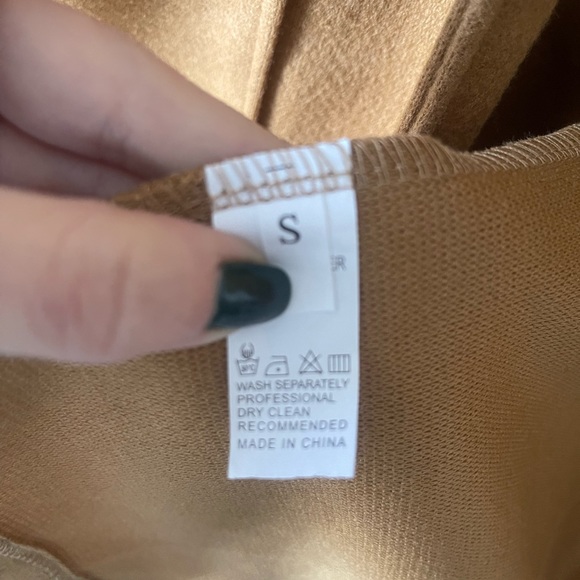 S
WASH SEPARATELY
PROFESSIONAL
DRY CLEAN
RECOMMENDED
MADE IN CHINA